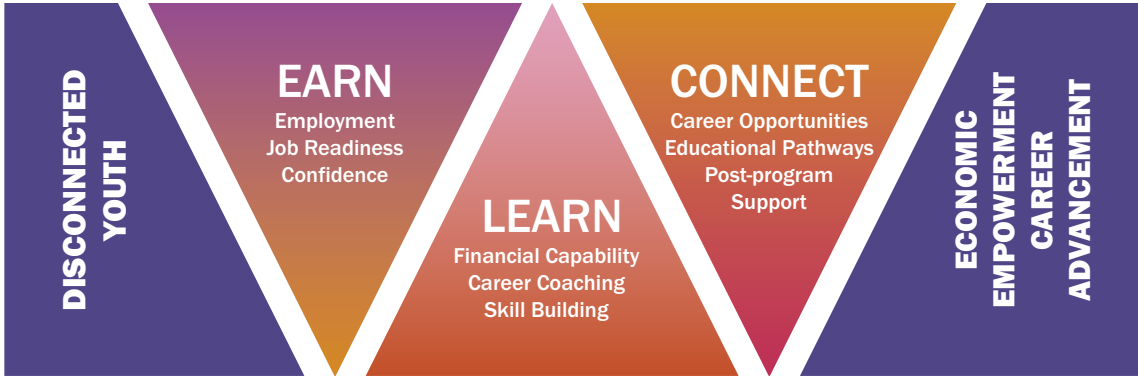 DISCONNECTED
YOUTH
EARN
Employment
Job Readiness
Confidence
LEARN
Financial Capability
Career Coaching
Skill Building
CONNECT
Career Opportunities
Educational Pathways
Post-program
Support
ECONOMIC
EMPOWERMENT
CAREER
ADVANCEMENT